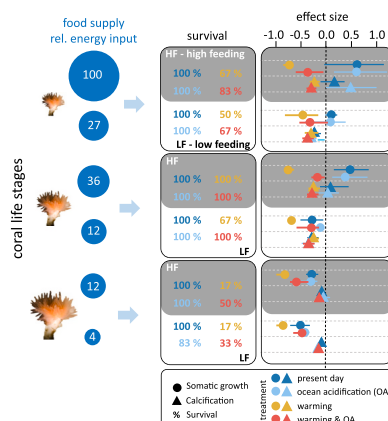 food supply
rel. energy input
survival
effect size
-1.0 -0.5 0.0 0.5 1.0
coral life stages
HF - high feeding
100
100 % 67 %
100 % 83 %
27
100 % 50 %
100 % 67 %
LF - low feeding
HF
36
100 % 100 %
100 % 100 %
12
100 % 67 %
100 % 100 %
LF
HF
12
100 % 17 %
100 % 50 %
4
100 % 17 %
83 % 33 %
LF
Somatic growth
Calcification
% Survival
treatment
present day
ocean acidification (OA
warming
warming & OA